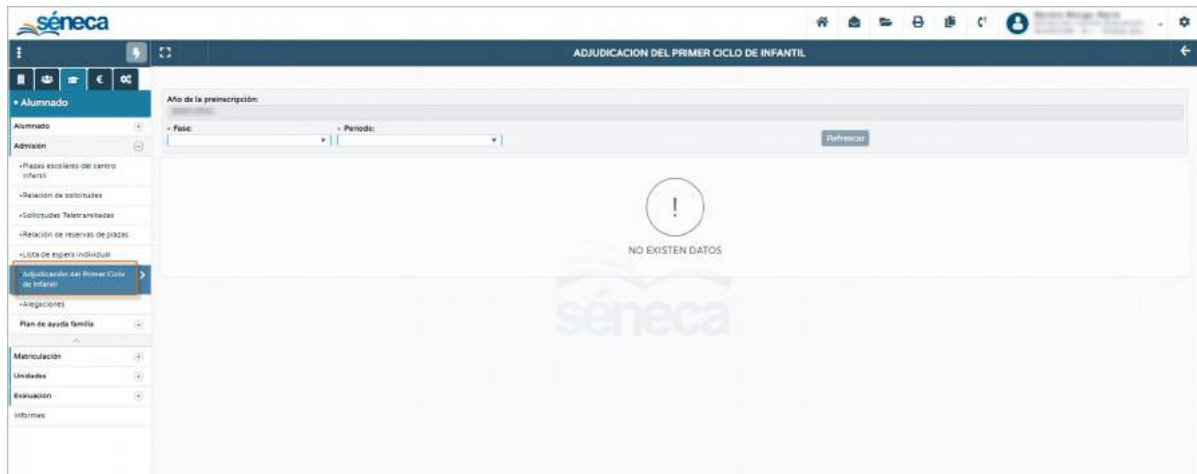 séneca
ADJUDICACION DEL PRIMER CICLO DE INFANTIL
€
• Alumnado
Año de la preinscripción:
Alumnado
• Fase:
• Periodo:
Refrescar
Admisión
•Plazas escolares del centro
infantil
•Relación de solicitudes
•Solicitudes Teletramitadas
•Relación de reservas de plazas
•Lista de espera individual
NO EXISTEN DATOS
•Adjudicación del Primer Ciclo
de Infantil
•Alegaciones
séneca
Plan de ayuda familia
Matriculación
Unidades
Evaluación
Informes